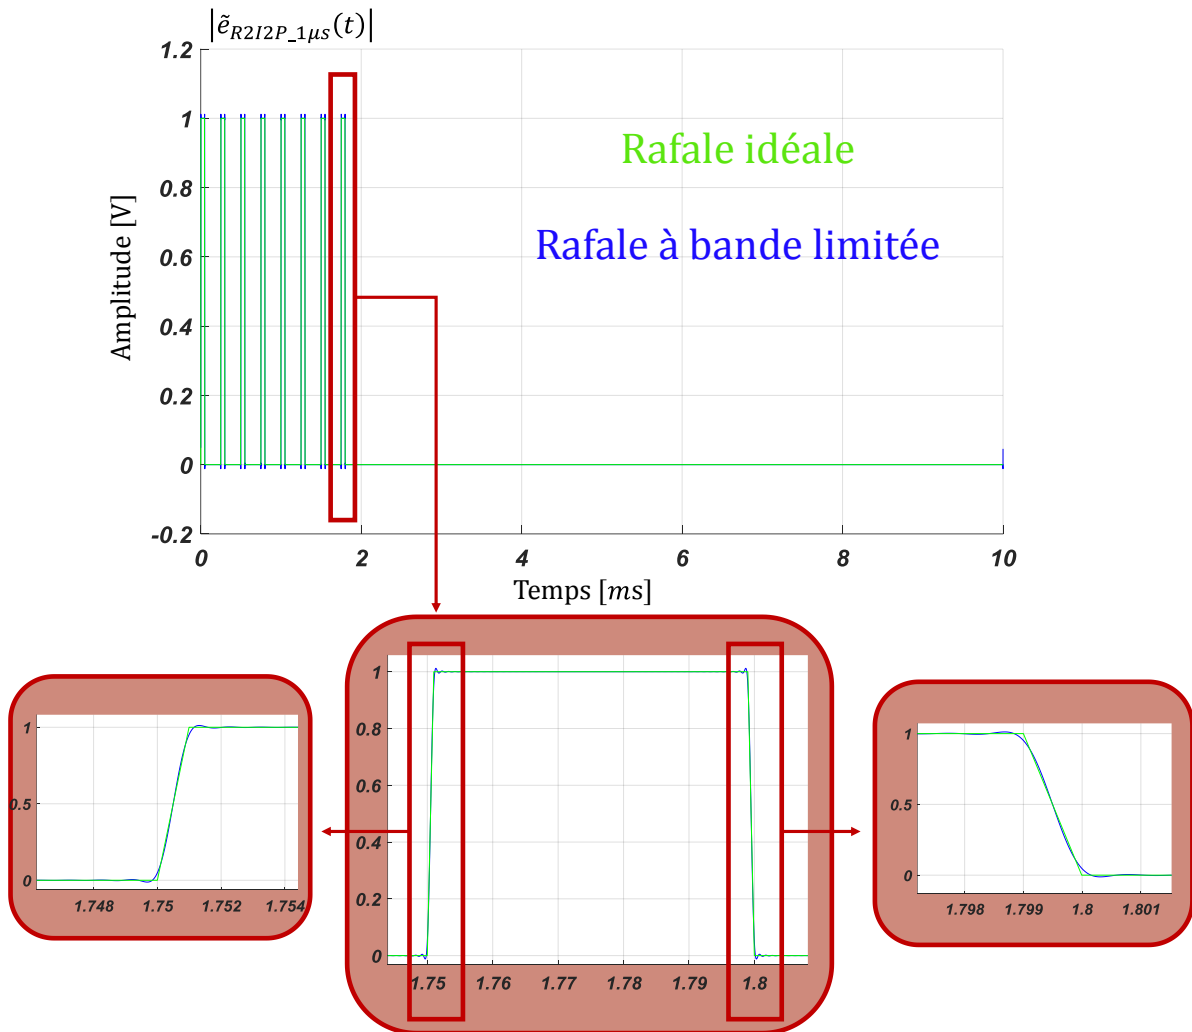 |ẽ_{R2I2P_1μs}(t)|
1.2
1
0.8
0.6
0.4
0.2
0
-0.2
Amplitude [V]
Rafale idéale
Rafale à bande limitée
0 2 4 6 8 10
Temps [ms]
1
0.5
0
1.748 1.75 1.752 1.754
1
0.8
0.6
0.4
0.2
0
1.75 1.76 1.77 1.78 1.79 1.8
1
0.5
0
1.798 1.799 1.8 1.801